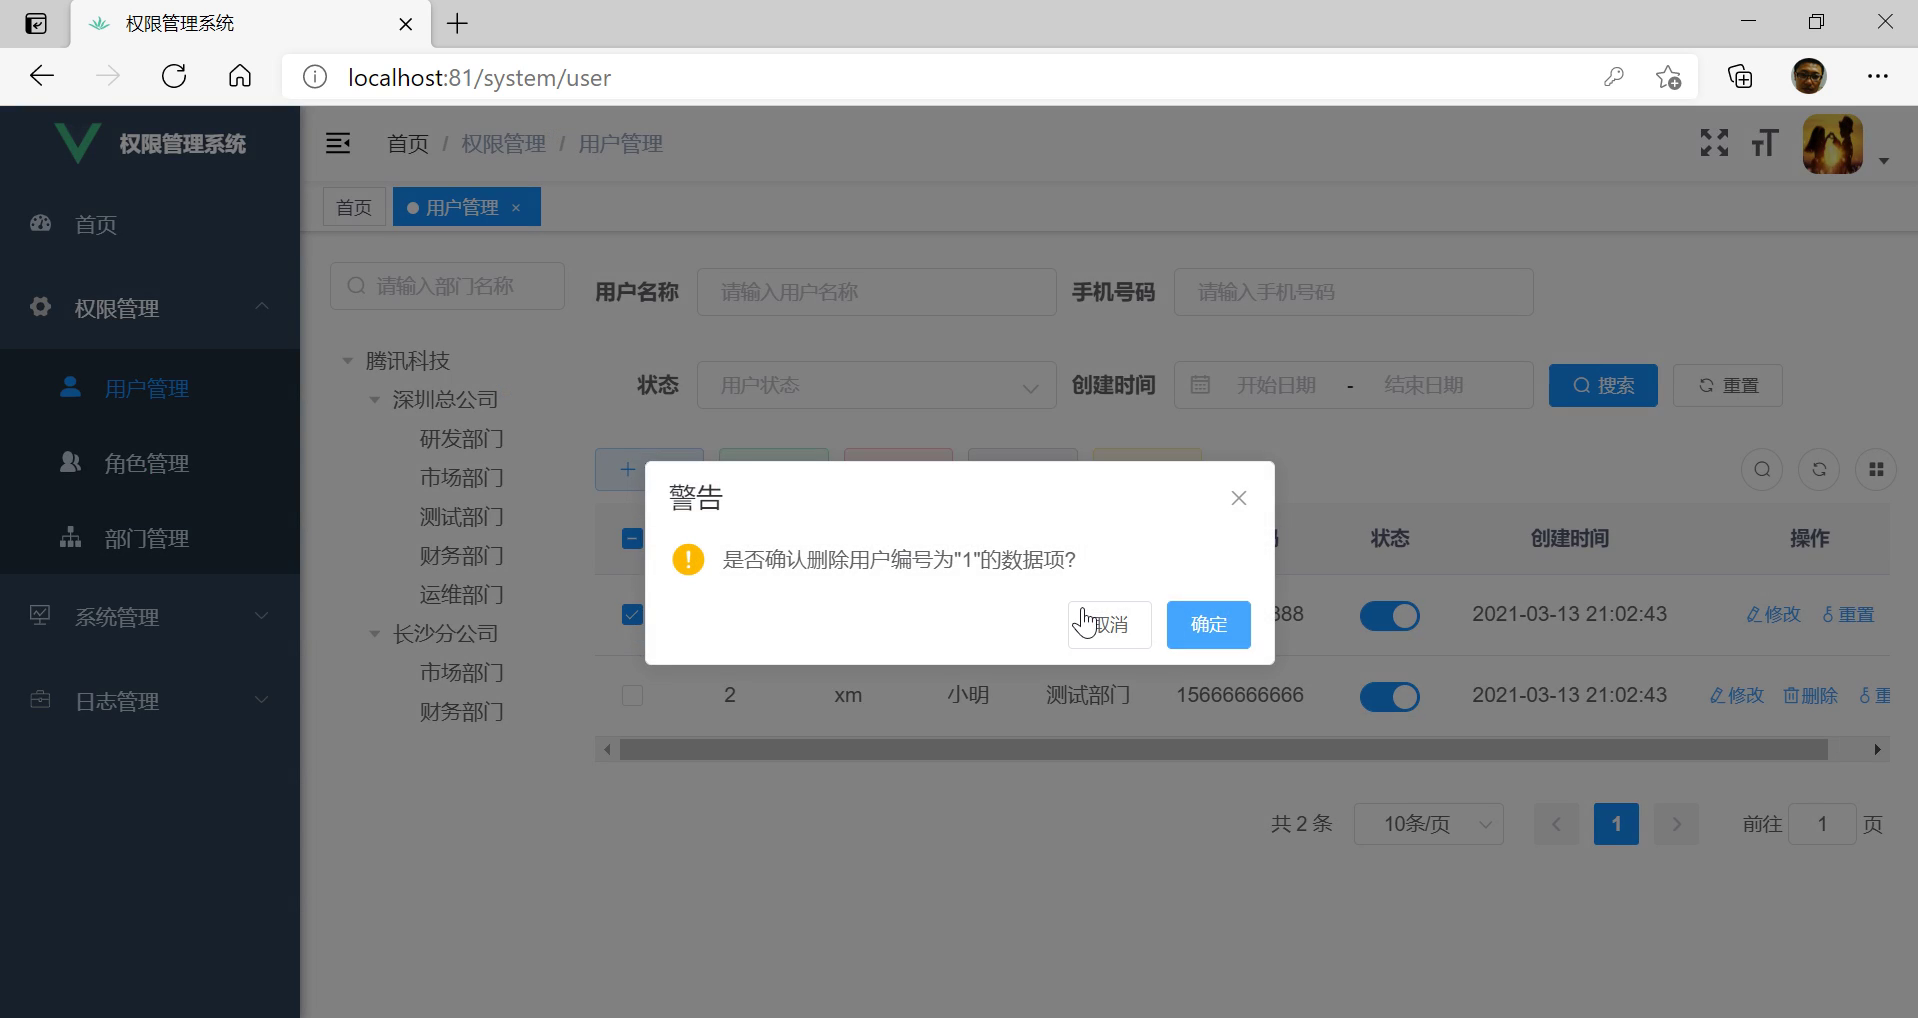 权限管理系统
localhost:81/system/user
权限管理系统
首页 / 权限管理 / 用户管理
首页
用户管理
首页
权限管理
用户管理
角色管理
部门管理
系统管理
日志管理
请输入部门名称
腾讯科技
深圳总公司
研发部门
市场部门
测试部门
财务部门
运维部门
长沙分公司
市场部门
财务部门
用户名称 请输入用户名称 手机号码 请输入手机号码
状态 用户状态 创建时间 开始日期 - 结束日期 搜索 重置
警告
是否确认删除用户编号为"1"的数据项?
取消 确定
状态 创建时间 操作
888 2021-03-13 21:02:43 修改 重置
2 xm 小明 测试部门 15666666666 2021-03-13 21:02:43 修改 删除 重
共 2 条 10条/页 1 前往 1 页